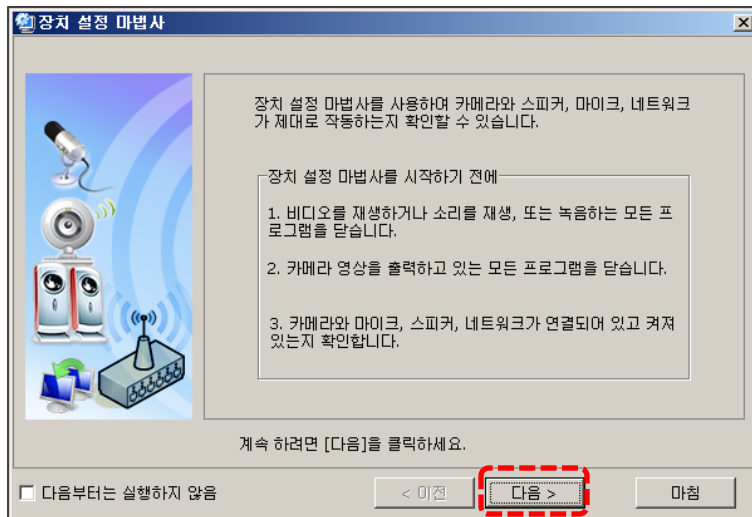 장치 설정 마법사
장치 설정 마법사를 사용하여 카메라와 스피커, 마이크, 네트워크
가 제대로 작동하는지 확인할 수 있습니다.
장치 설정 마법사를 시작하기 전에
1. 비디오를 재생하거나 소리를 재생, 또는 녹음하는 모든 프
로그램을 닫습니다.
2. 카메라 영상을 출력하고 있는 모든 프로그램을 닫습니다.
3. 카메라와 마이크, 스피커, 네트워크가 연결되어 있고 켜져
있는지 확인합니다.
계속 하려면 [다음]을 클릭하세요.
다음부터는 실행하지 않음
< 이전
다음 >
마침